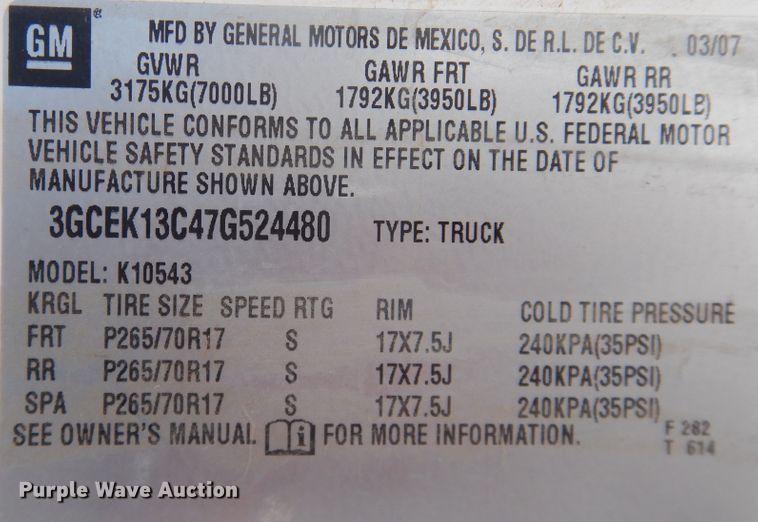 GM ® MFD BY GENERAL MOTORS DE MEXICO, S. DE R.L. DE C.V. 03/07
GVWR GAWR FRT GAWR RR
3175KG(7000LB) 1792KG(3950LB) 1792KG(3950LB)
THIS VEHICLE CONFORMS TO ALL APPLICABLE U.S. FEDERAL MOTOR
VEHICLE SAFETY STANDARDS IN EFFECT ON THE DATE OF
MANUFACTURE SHOWN ABOVE.
3GCEK13C47G524480 TYPE: TRUCK
MODEL: K10543
KRGL TIRE SIZE SPEED RTG RIM COLD TIRE PRESSURE
FRT P265/70R17 S 17X7.5J 240KPA(35PSI)
RR P265/70R17 S 17X7.5J 240KPA(35PSI)
SPA P265/70R17 S 17X7.5J 240KPA(35PSI)
SEE OWNER'S MANUAL i FOR MORE INFORMATION.
F 282
T 614
Purple Wave Auction